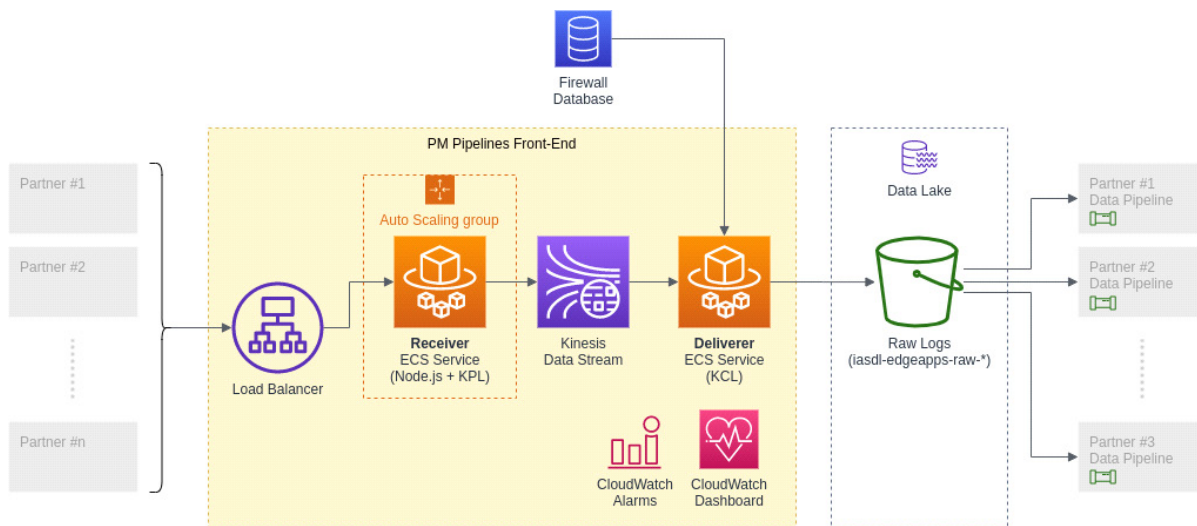 Firewall
Database
PM Pipelines Front-End
Partner #1
Partner #2
Partner #n
Load Balancer
Auto Scaling group
Receiver
ECS Service
(Node.js + KPL)
Kinesis
Data Stream
Deliverer
ECS Service
(KCL)
CloudWatch
Alarms
CloudWatch
Dashboard
Data Lake
Raw Logs
(iasdl-edgeapps-raw-*)
Partner #1
Data Pipeline
Partner #2
Data Pipeline
Partner #3
Data Pipeline